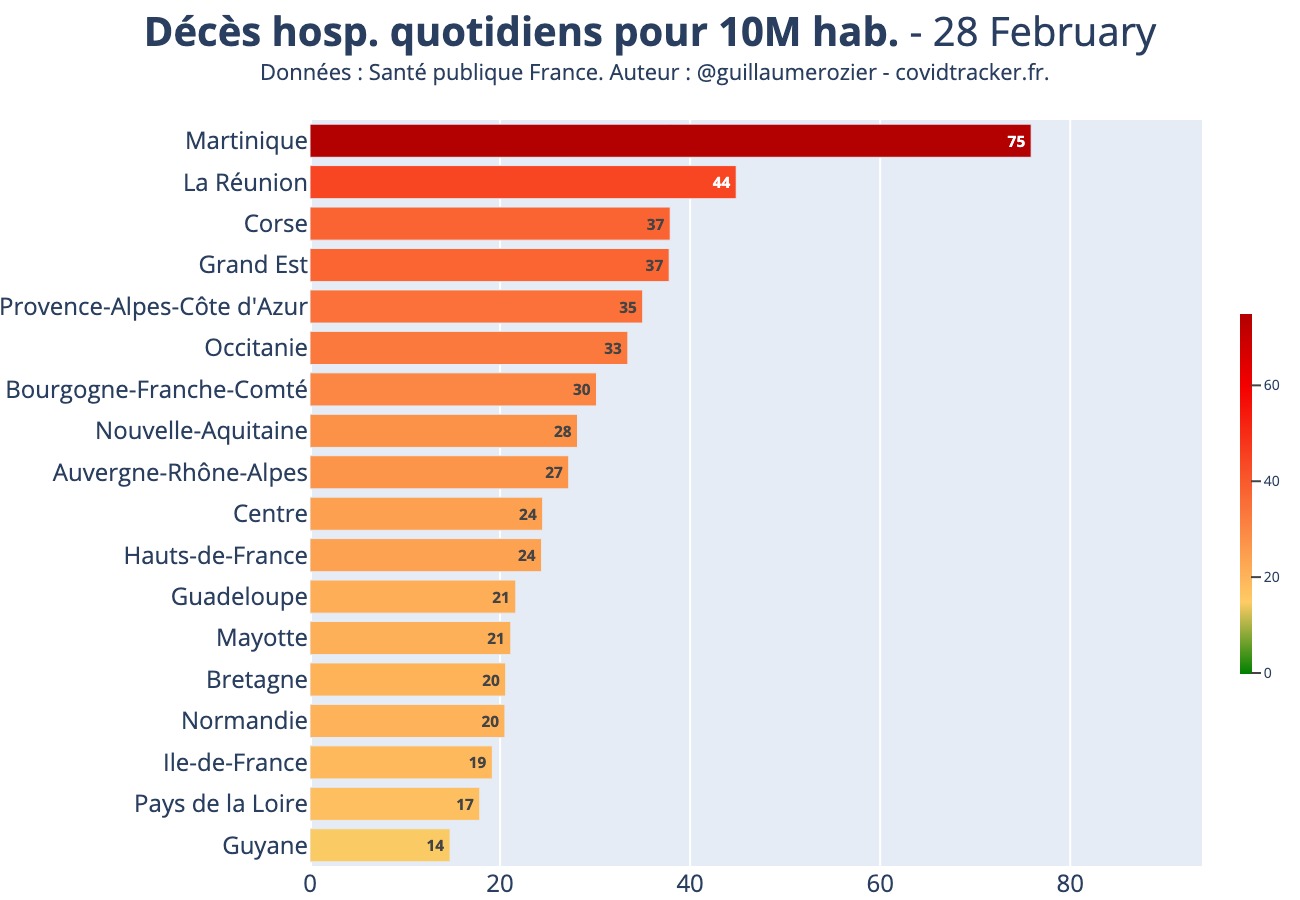 Décès hosp. quotidiens pour 10M hab. - 28 February
Données : Santé publique France. Auteur : @guillaumerozier - covidtracker.fr.
Martinique 75
La Réunion 44
Corse 37
Grand Est 37
Provence-Alpes-Côte d'Azur 35
Occitanie 33
Bourgogne-Franche-Comté 30
Nouvelle-Aquitaine 28
Auvergne-Rhône-Alpes 27
Centre 24
Hauts-de-France 24
Guadeloupe 21
Mayotte 21
Bretagne 20
Normandie 20
Ile-de-France 19
Pays de la Loire 17
Guyane 14
0 20 40 60 80
60
40
20
0